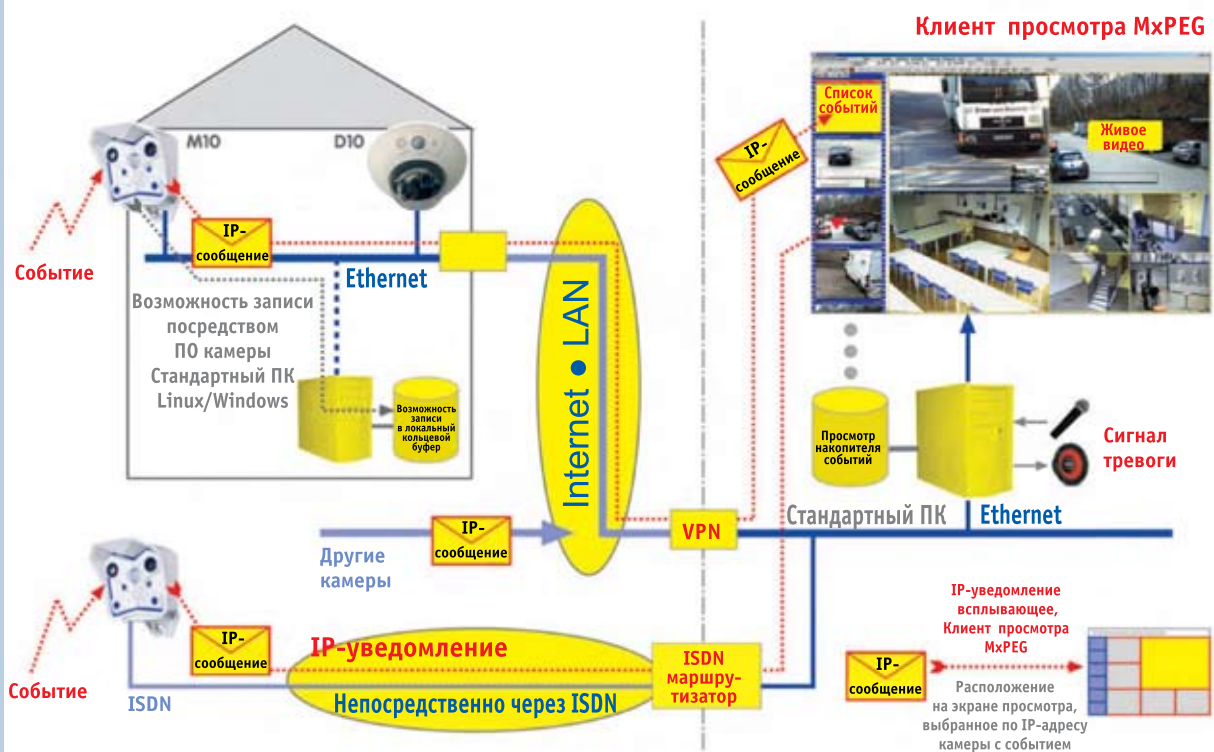 Клиент просмотра MxPEG
Список
событий
Живое
видео
M10
D10
IP-
сообщение
IP-
сообщение
Событие
Ethernet
Возможность записи
посредством
ПО камеры
Стандартный ПК
Linux/Windows
Возможность
записи
в локальный
кольцевой
буфер
Internet ● LAN
Просмотр
накопителя
событий
Сигнал
тревоги
Стандартный ПК
Ethernet
VPN
IP-
сообщение
Другие
камеры
IP-
сообщение
IP-уведомление
Непосредственно через ISDN
ISDN
маршру-
тизатор
Событие
ISDN
IP-уведомление
всплывающее,
Клиент просмотра
MxPEG
IP-
сообщение
Расположение
на экране просмотра,
выбранное по IP-адресу
камеры с событием